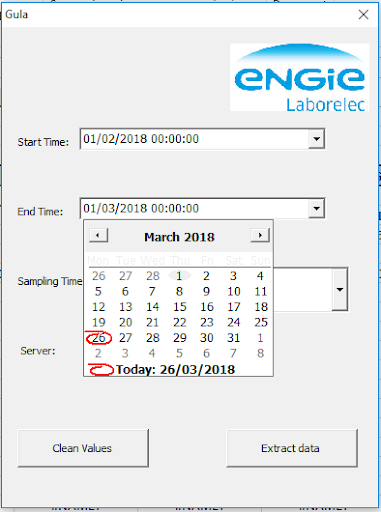 Gula
ENGIE
Laborelec
Start Time: 01/02/2018 00:00:00
End Time: 01/03/2018 00:00:00
March 2018
Mon Tue Wed Thu Fri Sat Sun
26 27 28 1 2 3 4
5 6 7 8 9 10 11
12 13 14 15 16 17 18
19 20 21 22 23 24 25
26 27 28 29 30 31 1
2 3 4 5 6 7 8
Today: 26/03/2018
Sampling Time
Server:
Clean Values Extract data